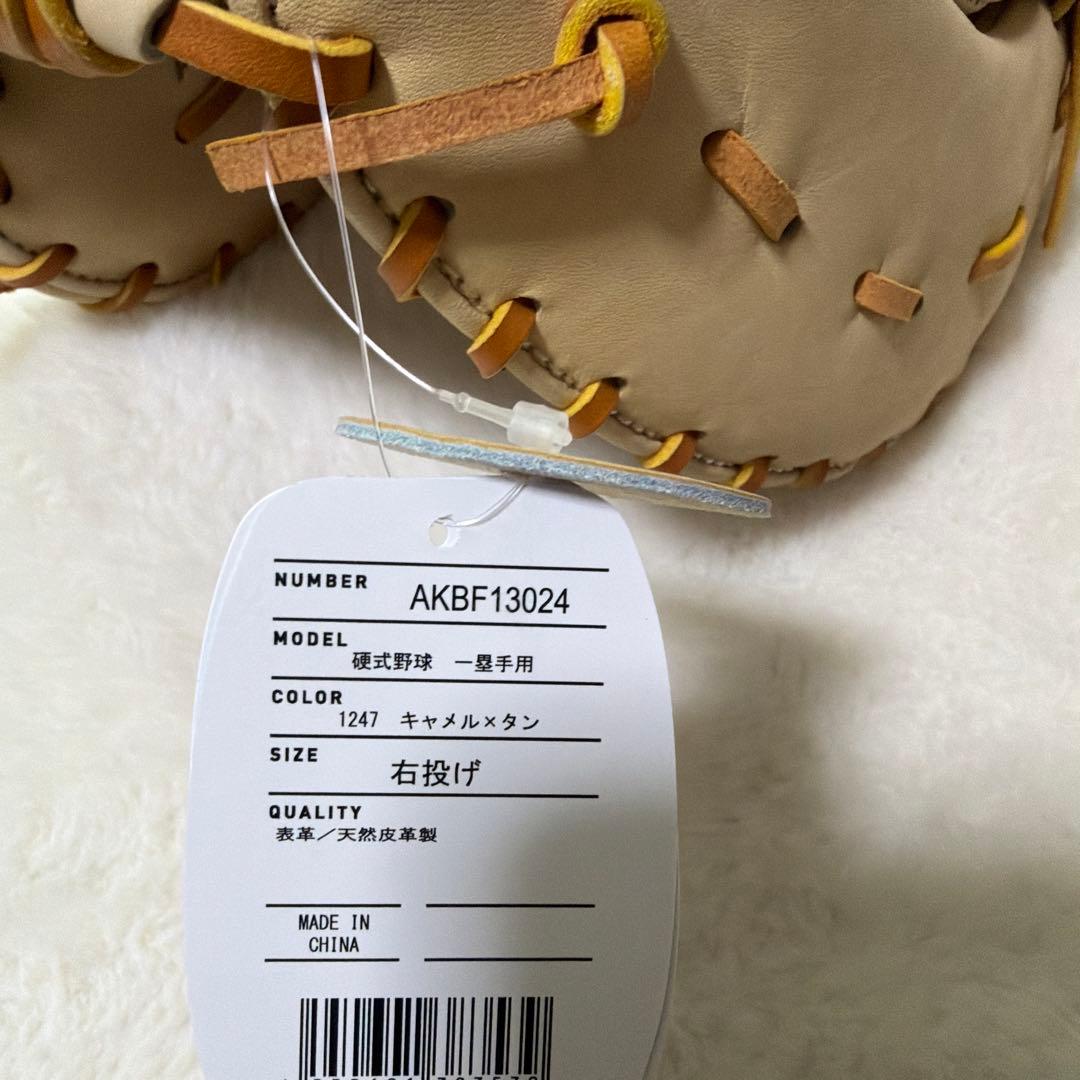 NUMBER AKBF13024
MODEL
硬式野球 一塁手用
COLOR
1247 キャメル×タン
SIZE
右投げ
QUALITY
表革／天然皮革製
MADE IN
CHINA